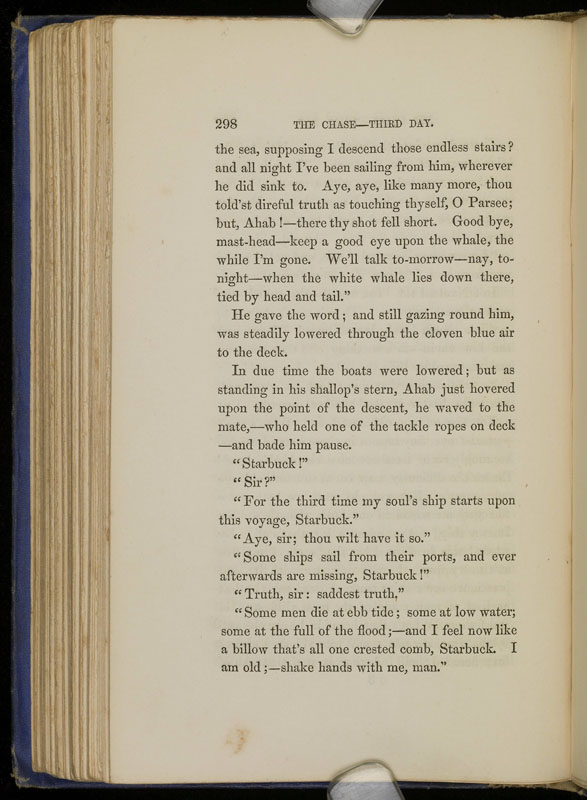 298 THE CHASE—THIRD DAY.
the sea, supposing I descend those endless stairs?
and all night I've been sailing from him, wherever
he did sink to. Aye, aye, like many more, thou
told'st direful truth as touching thyself, O Parsee;
but, Ahab!—there thy shot fell short. Good bye,
mast-head—keep a good eye upon the whale, the
while I'm gone. We'll talk to-morrow—nay, to-
night—when the white whale lies down there,
tied by head and tail."
He gave the word; and still gazing round him,
was steadily lowered through the cloven blue air
to the deck.
In due time the boats were lowered; but as
standing in his shallop's stern, Ahab just hovered
upon the point of the descent, he waved to the
mate,—who held one of the tackle ropes on deck
—and bade him pause.
"Starbuck!"
"Sir?"
"For the third time my soul's ship starts upon
this voyage, Starbuck."
"Aye, sir; thou wilt have it so."
"Some ships sail from their ports, and ever
afterwards are missing, Starbuck!"
"Truth, sir: saddest truth,"
"Some men die at ebb tide; some at low water;
some at the full of the flood;—and I feel now like
a billow that's all one crested comb, Starbuck. I
am old;—shake hands with me, man."